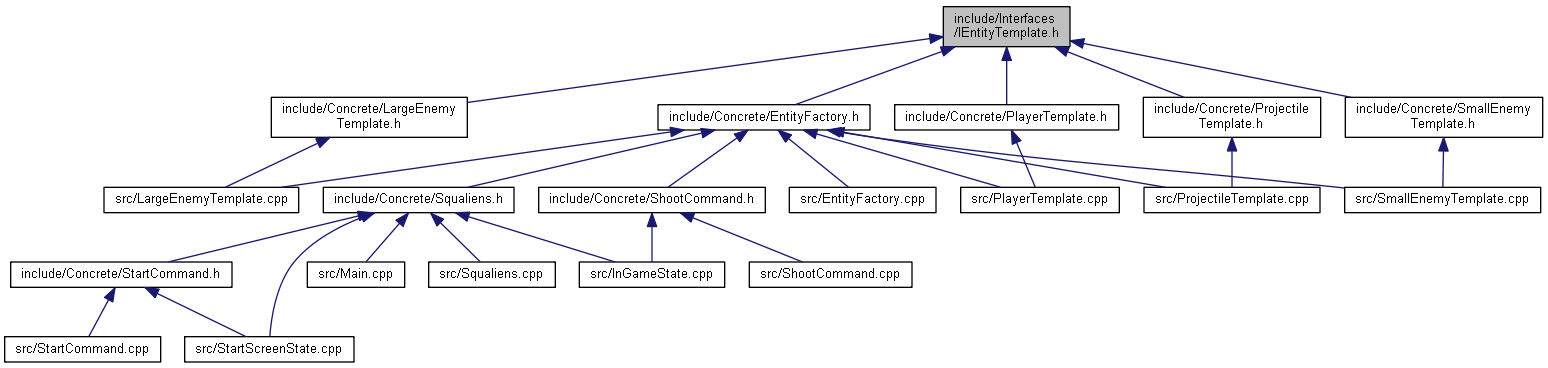 include/Interfaces
/IEntityTemplate.h
include/Concrete/LargeEnemy
Template.h
include/Concrete/EntityFactory.h
include/Concrete/PlayerTemplate.h
include/Concrete/Projectile
Template.h
include/Concrete/SmallEnemy
Template.h
src/LargeEnemyTemplate.cpp
include/Concrete/Squaliens.h
include/Concrete/ShootCommand.h
src/EntityFactory.cpp
src/PlayerTemplate.cpp
src/ProjectileTemplate.cpp
src/SmallEnemyTemplate.cpp
include/Concrete/StartCommand.h
src/Main.cpp
src/Squaliens.cpp
src/InGameState.cpp
src/ShootCommand.cpp
src/StartCommand.cpp
src/StartScreenState.cpp